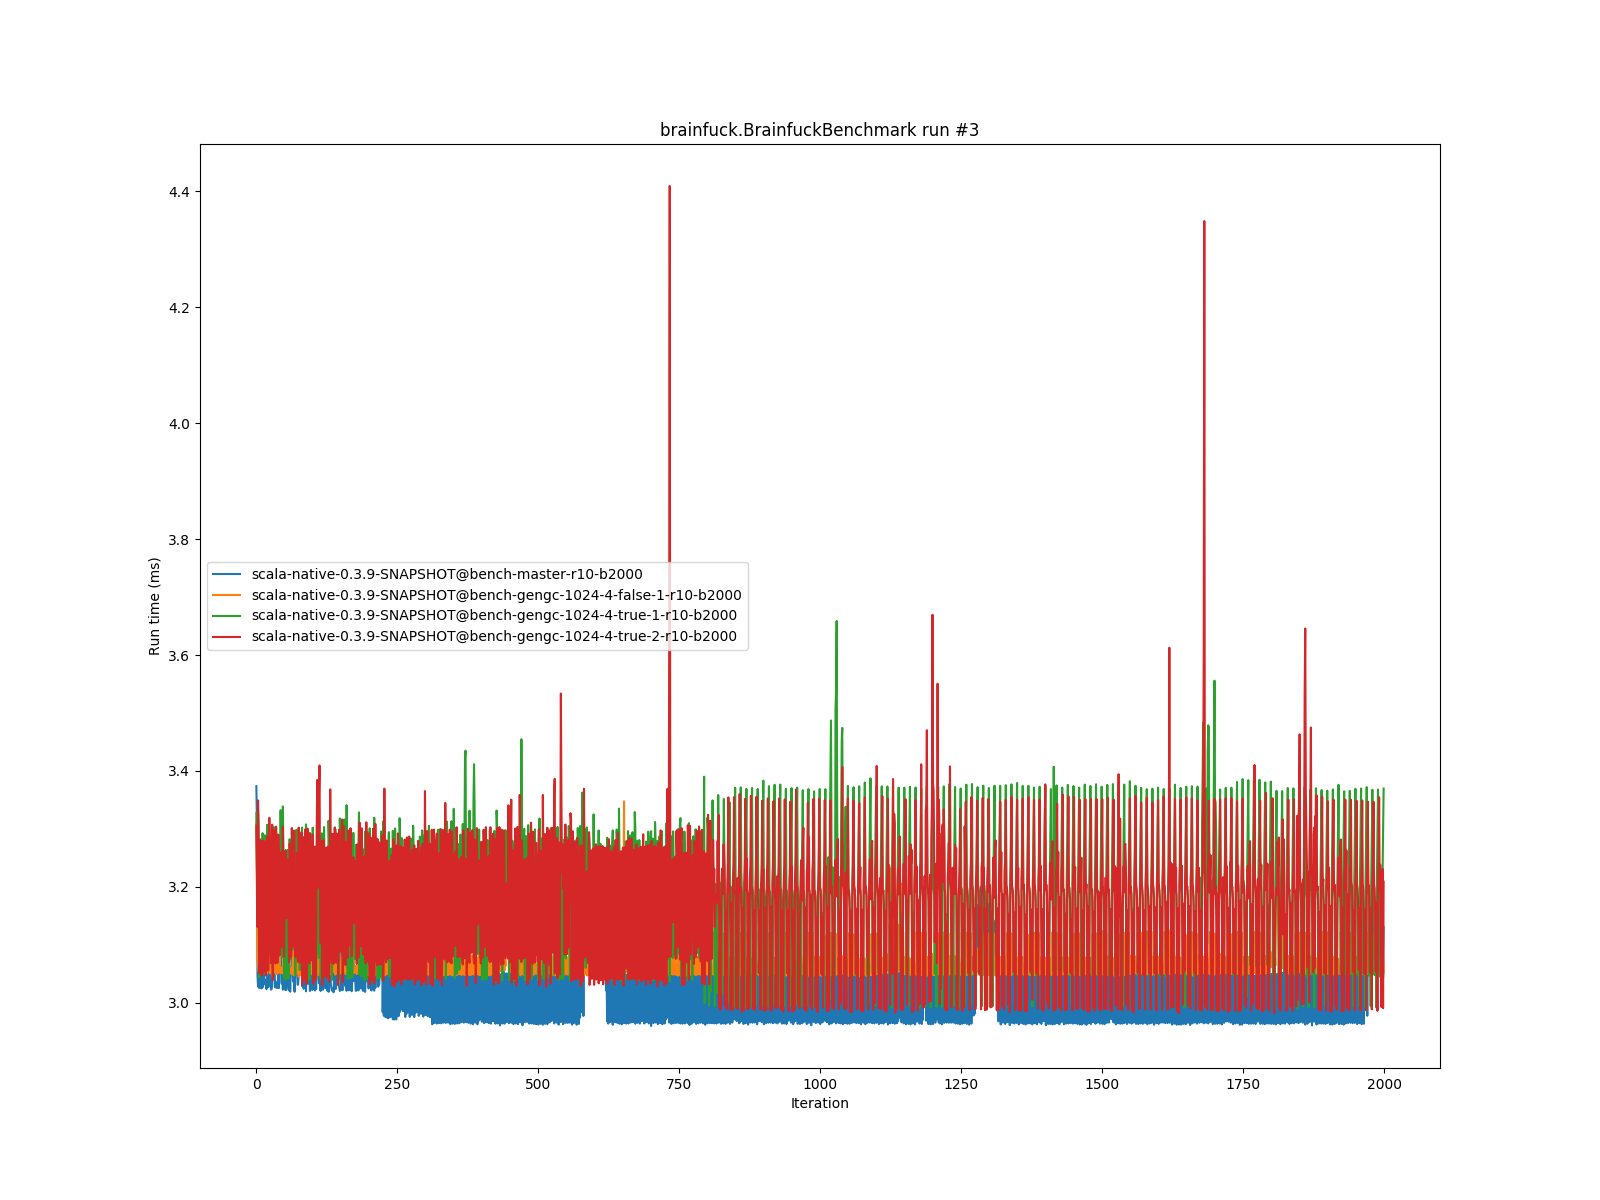 brainfuck.BrainfuckBenchmark run #3
4.4
4.2
4.0
3.8
3.6
3.4
3.2
3.0
Run time (ms)
scala-native-0.3.9-SNAPSHOT@bench-master-r10-b2000
scala-native-0.3.9-SNAPSHOT@bench-gengc-1024-4-false-1-r10-b2000
scala-native-0.3.9-SNAPSHOT@bench-gengc-1024-4-true-1-r10-b2000
scala-native-0.3.9-SNAPSHOT@bench-gengc-1024-4-true-2-r10-b2000
0 250 500 750 1000 1250 1500 1750 2000
Iteration